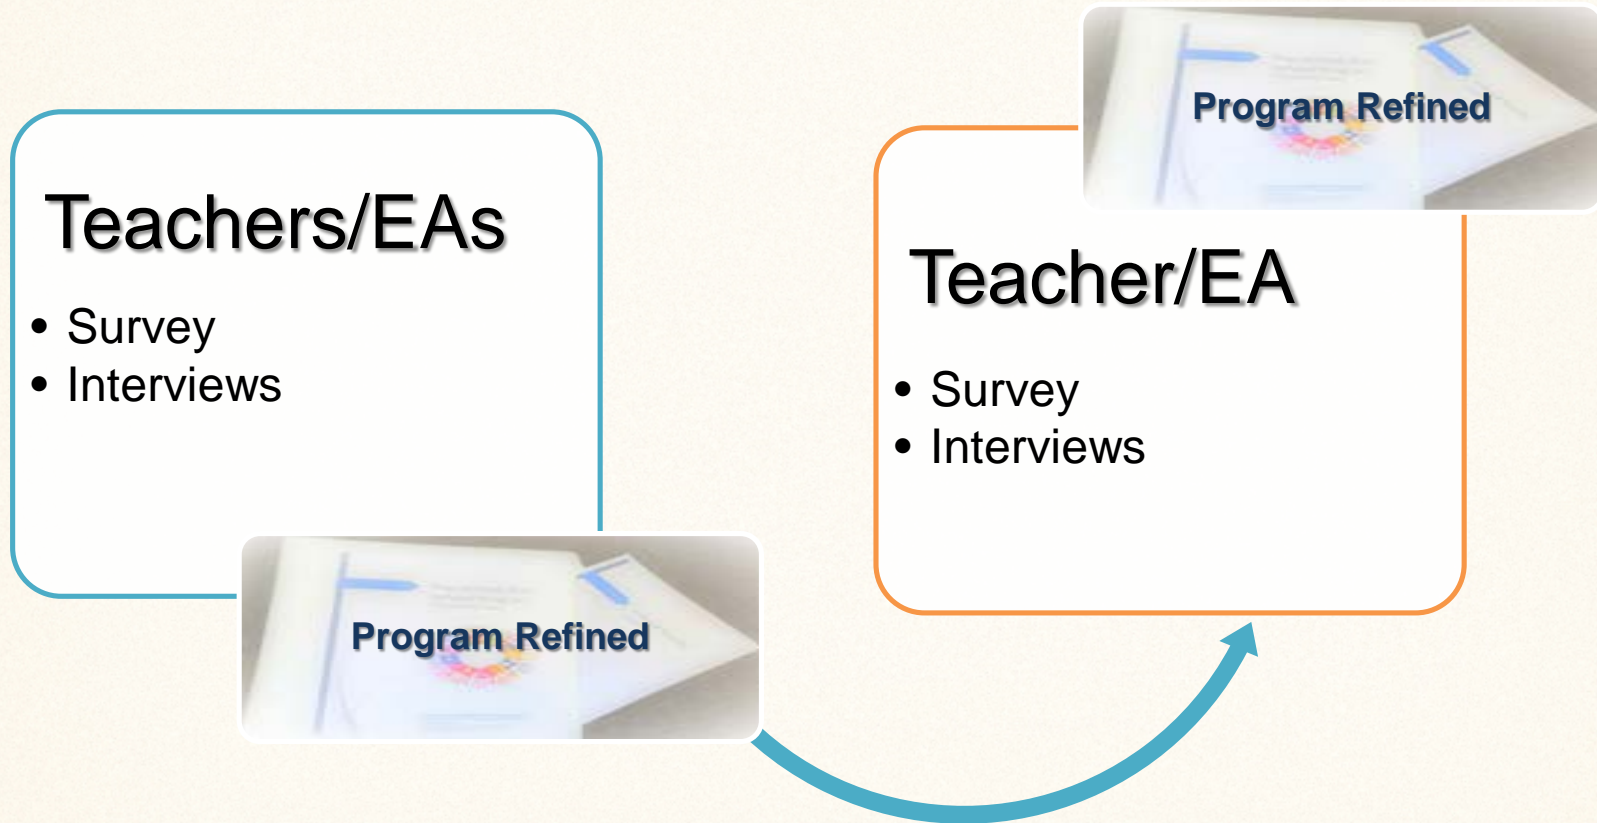 Teachers/EAs
• Survey
• Interviews
Program Refined
Program Refined
Teacher/EA
• Survey
• Interviews